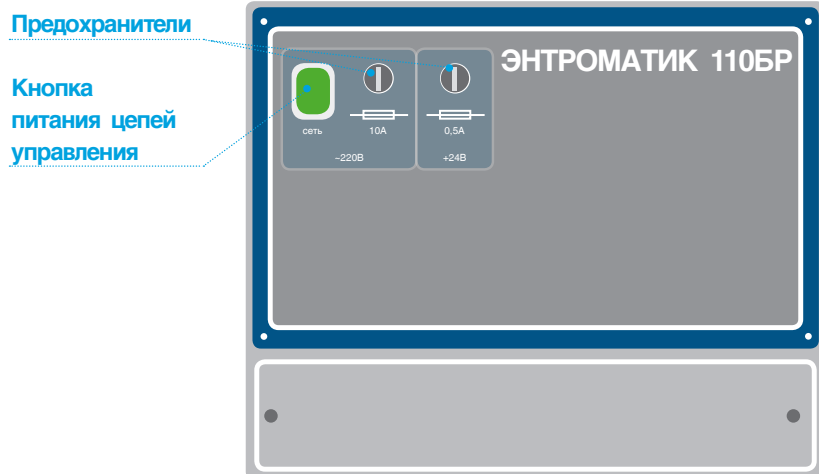 Предохранители
Кнопка
питания цепей
управления
ЭНТРОМАТИК 110БР
сеть
10А
0,5А
~220В
+24В